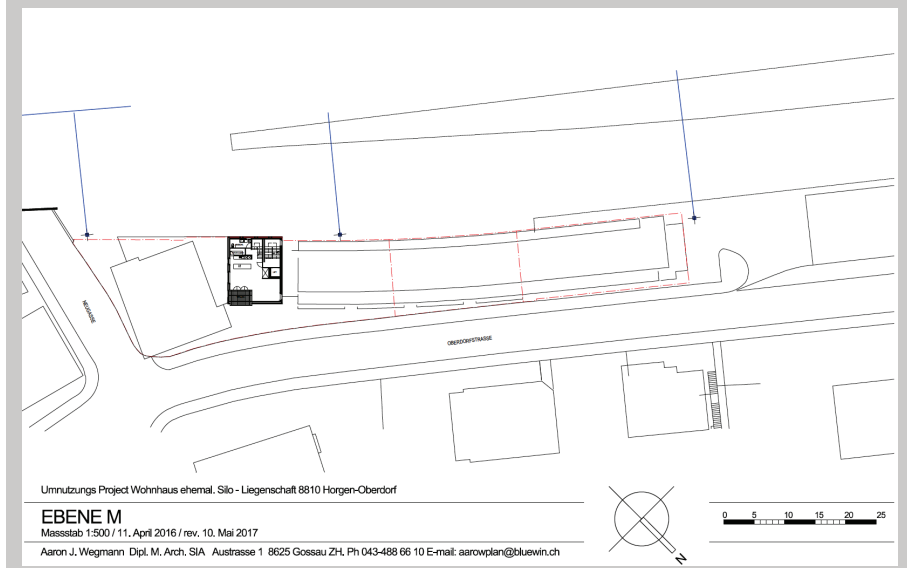 NEUGASSE
OBERDORFSTRASSE
Umnutzungs Project Wohnhaus ehemal. Silo - Liegenschaft 8810 Horgen-Oberdorf
EBENE M
Massstab 1:500 / 11. April 2016 / rev. 10. Mai 2017
Aaron J. Wegmann Dipl. M. Arch. SIA Austrasse 1 8625 Gossau ZH. Ph 043-488 66 10 E-mail: aarowplan@bluewin.ch
N
0 5 10 15 20 25